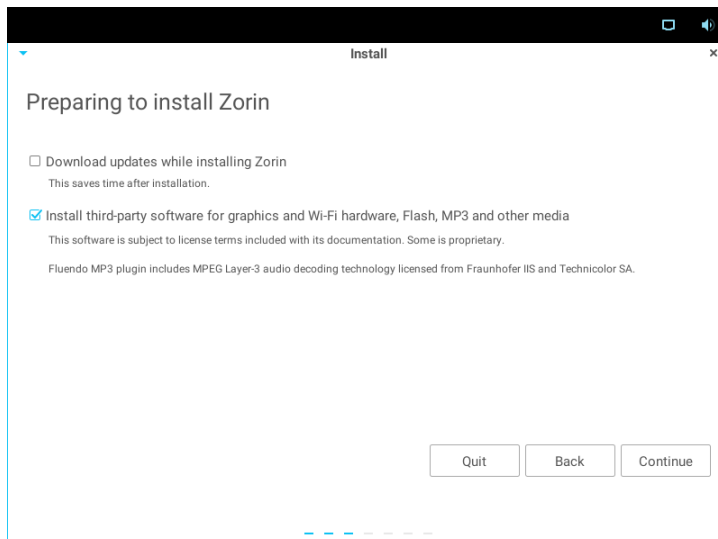 Install
Preparing to install Zorin
Download updates while installing Zorin
This saves time after installation.
Install third-party software for graphics and Wi-Fi hardware, Flash, MP3 and other media
This software is subject to license terms included with its documentation. Some is proprietary.
Fluendo MP3 plugin includes MPEG Layer-3 audio decoding technology licensed from Fraunhofer IIS and Technicolor SA.
Quit Back Continue